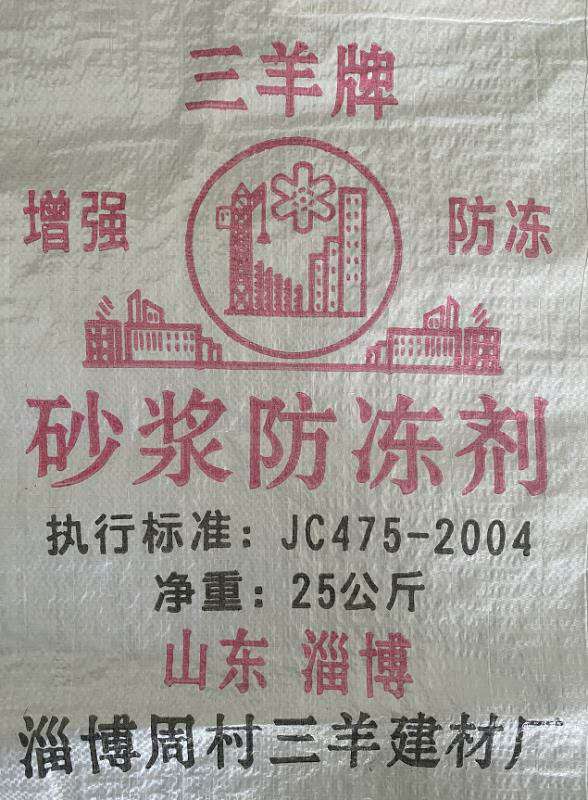 三羊牌
增强 防冻
砂浆防冻剂
执行标准：JC475-2004
净重：25公斤
山东 淄博
淄博周村三羊建材厂